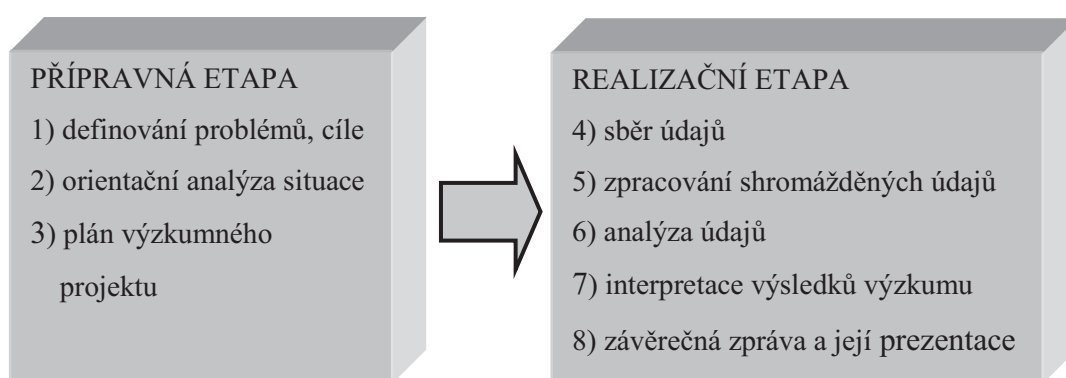 PŘÍPRAVNÁ ETAPA
1) definování problémů, cíle
2) orientační analýza situace
3) plán výzkumného
projektu
REALIZAČNÍ ETAPA
4) sběr údajů
5) zpracování shromážděných údajů
6) analýza údajů
7) interpretace výsledků výzkumu
8) závěrečná zpráva a její prezentace